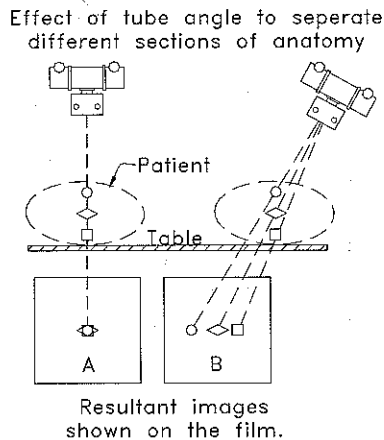 Effect of tube angle to seperate
different sections of anatomy
Patient
Table
A
B
Resultant images
shown on the film.